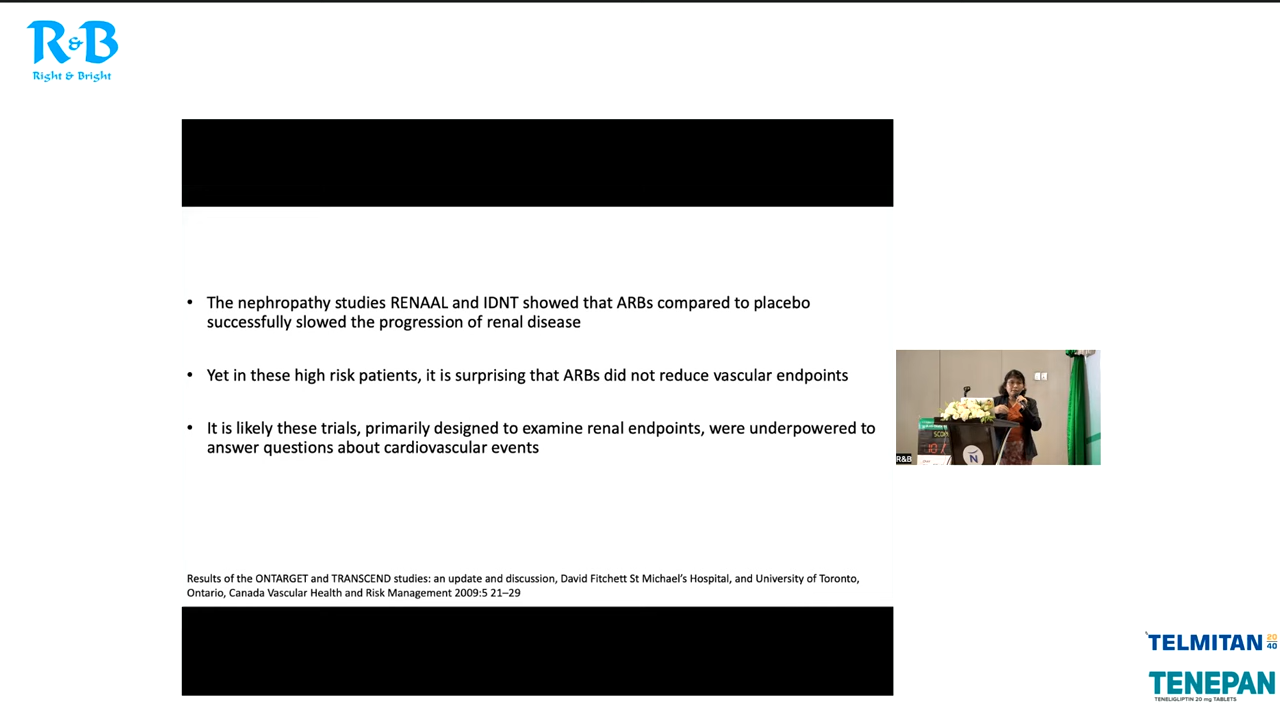 R&B
Right & Bright
• The nephropathy studies RENAAL and IDNT showed that ARBs compared to placebo
successfully slowed the progression of renal disease
• Yet in these high risk patients, it is surprising that ARBs did not reduce vascular endpoints
• It is likely these trials, primarily designed to examine renal endpoints, were underpowered to
answer questions about cardiovascular events
R&B
N
Results of the ONTARGET and TRANSCEND studies: an update and discussion, David Fitchett St Michael's Hospital, and University of Toronto,
Ontario, Canada Vascular Health and Risk Management 2009:5 21–29
TELMITAN 20 40
TENEPAN
TENELIGLIPTIN 20 mg TABLETS